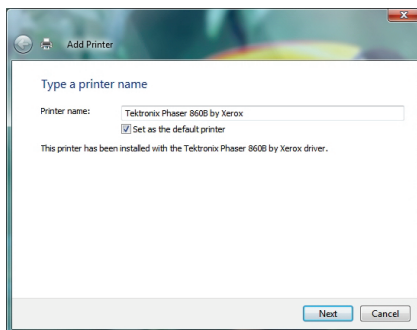 Add Printer
Type a printer name
Printer name: Tektronix Phaser 860B by Xerox
Set as the default printer
This printer has been installed with the Tektronix Phaser 860B by Xerox driver.
Next Cancel